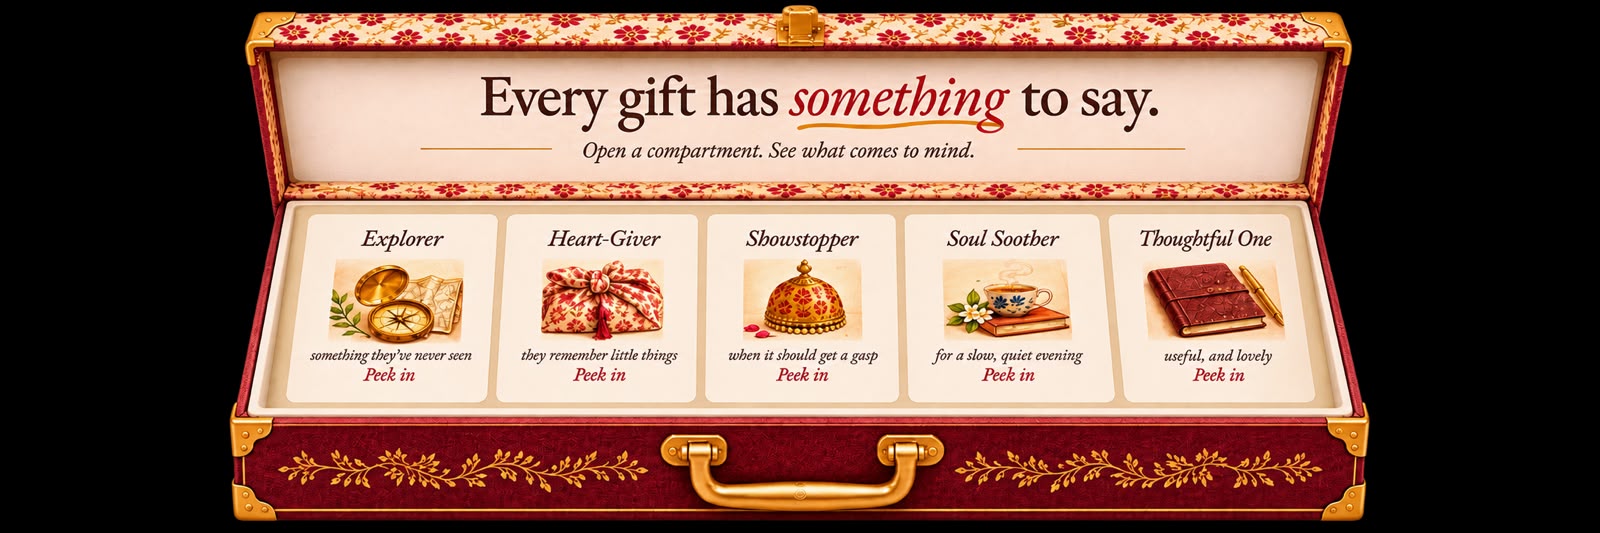 Every gift has something to say.
Open a compartment. See what comes to mind.
Explorer
something they've never seen
Peek in
Heart-Giver
they remember little things
Peek in
Showstopper
when it should get a gasp
Peek in
Soul Soother
for a slow, quiet evening
Peek in
Thoughtful One
useful, and lovely
Peek in